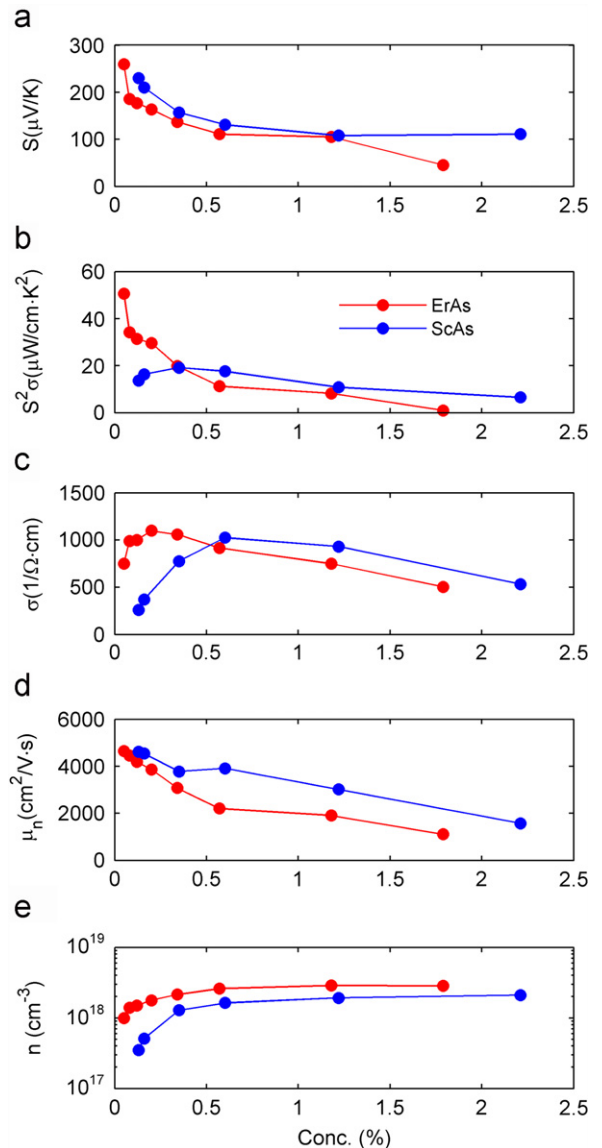 a
300
200
100
0
S(μV/K)
0 0.5 1 1.5 2 2.5
b
60
40
20
0
S²σ(μW/cm·K²)
ErAs
ScAs
0 0.5 1 1.5 2 2.5
c
1500
1000
500
0
σ(1/Ω·cm)
0 0.5 1 1.5 2 2.5
d
6000
4000
2000
0
μₙ(cm²/V·s)
0 0.5 1 1.5 2 2.5
e
10¹⁹
10¹⁸
10¹⁷
n (cm⁻³)
0 0.5 1 1.5 2 2.5
Conc. (%)